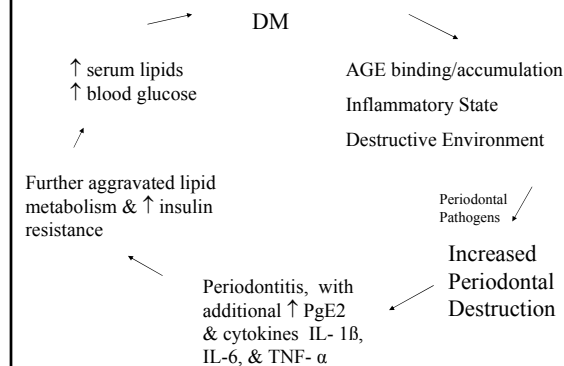 DM
AGE binding/accumulation
Inflammatory State
Destructive Environment
Periodontal
Pathogens
Increased
Periodontal
Destruction
Periodontitis, with
additional ↑ PgE2
& cytokines IL- 1ß,
IL-6, & TNF- α
Further aggravated lipid
metabolism & ↑ insulin
resistance
↑ serum lipids
↑ blood glucose